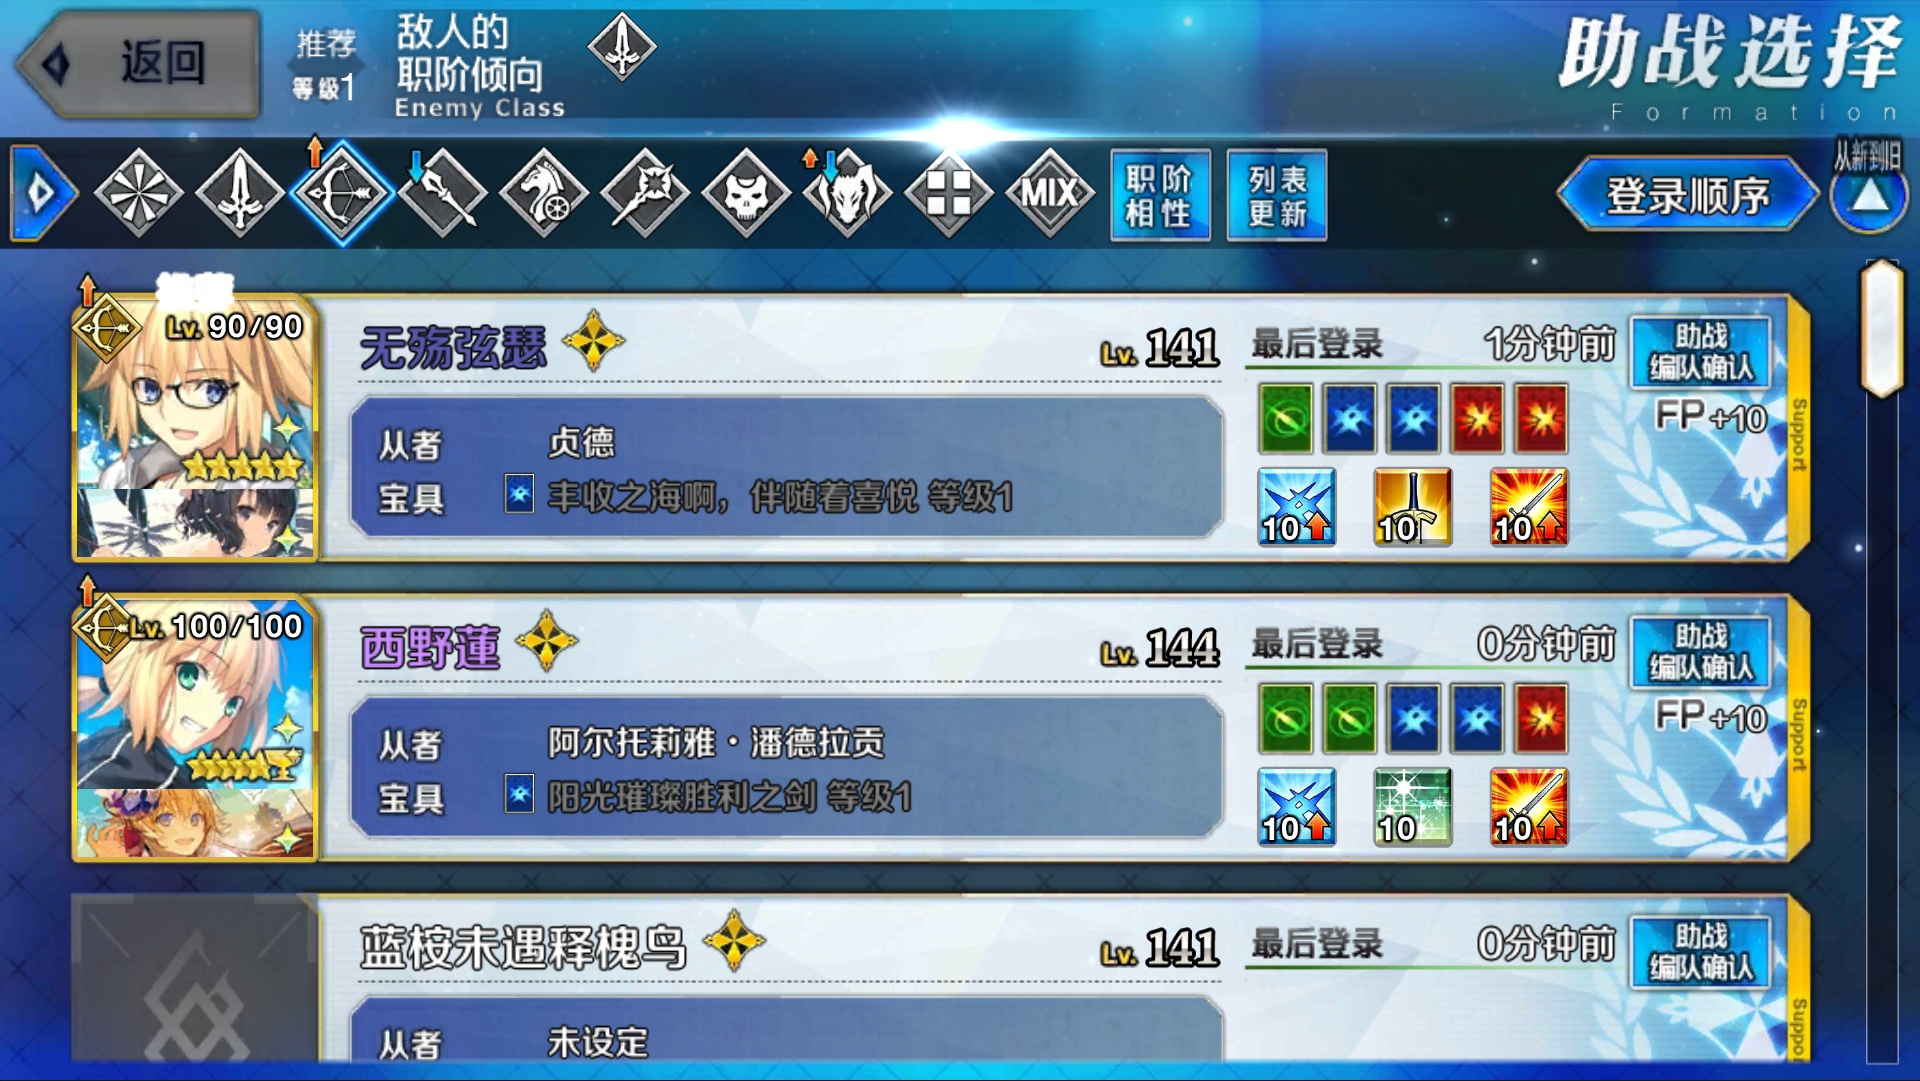 返回
推荐
等级1
敌人的
职阶倾向
Enemy Class
助战选择
Formation
MIX
职阶
相性
列表
更新
登录顺序
从新到旧
Lv. 90/90
无殇弦瑟
Lv. 141
最后登录
1分钟前
助战
编队确认
从者
贞德
宝具
丰收之海啊，伴随着喜悦 等级1
10
10
10
FP+10
Support
Lv. 100/100
西野蓮
Lv. 144
最后登录
0分钟前
助战
编队确认
从者
阿尔托莉雅·潘德拉贡
宝具
阳光璀璨胜利之剑 等级1
10
10
10
FP+10
Support
蓝桉未遇释槐鸟
Lv. 141
最后登录
0分钟前
助战
编队确认
从者
未设定
Suppor